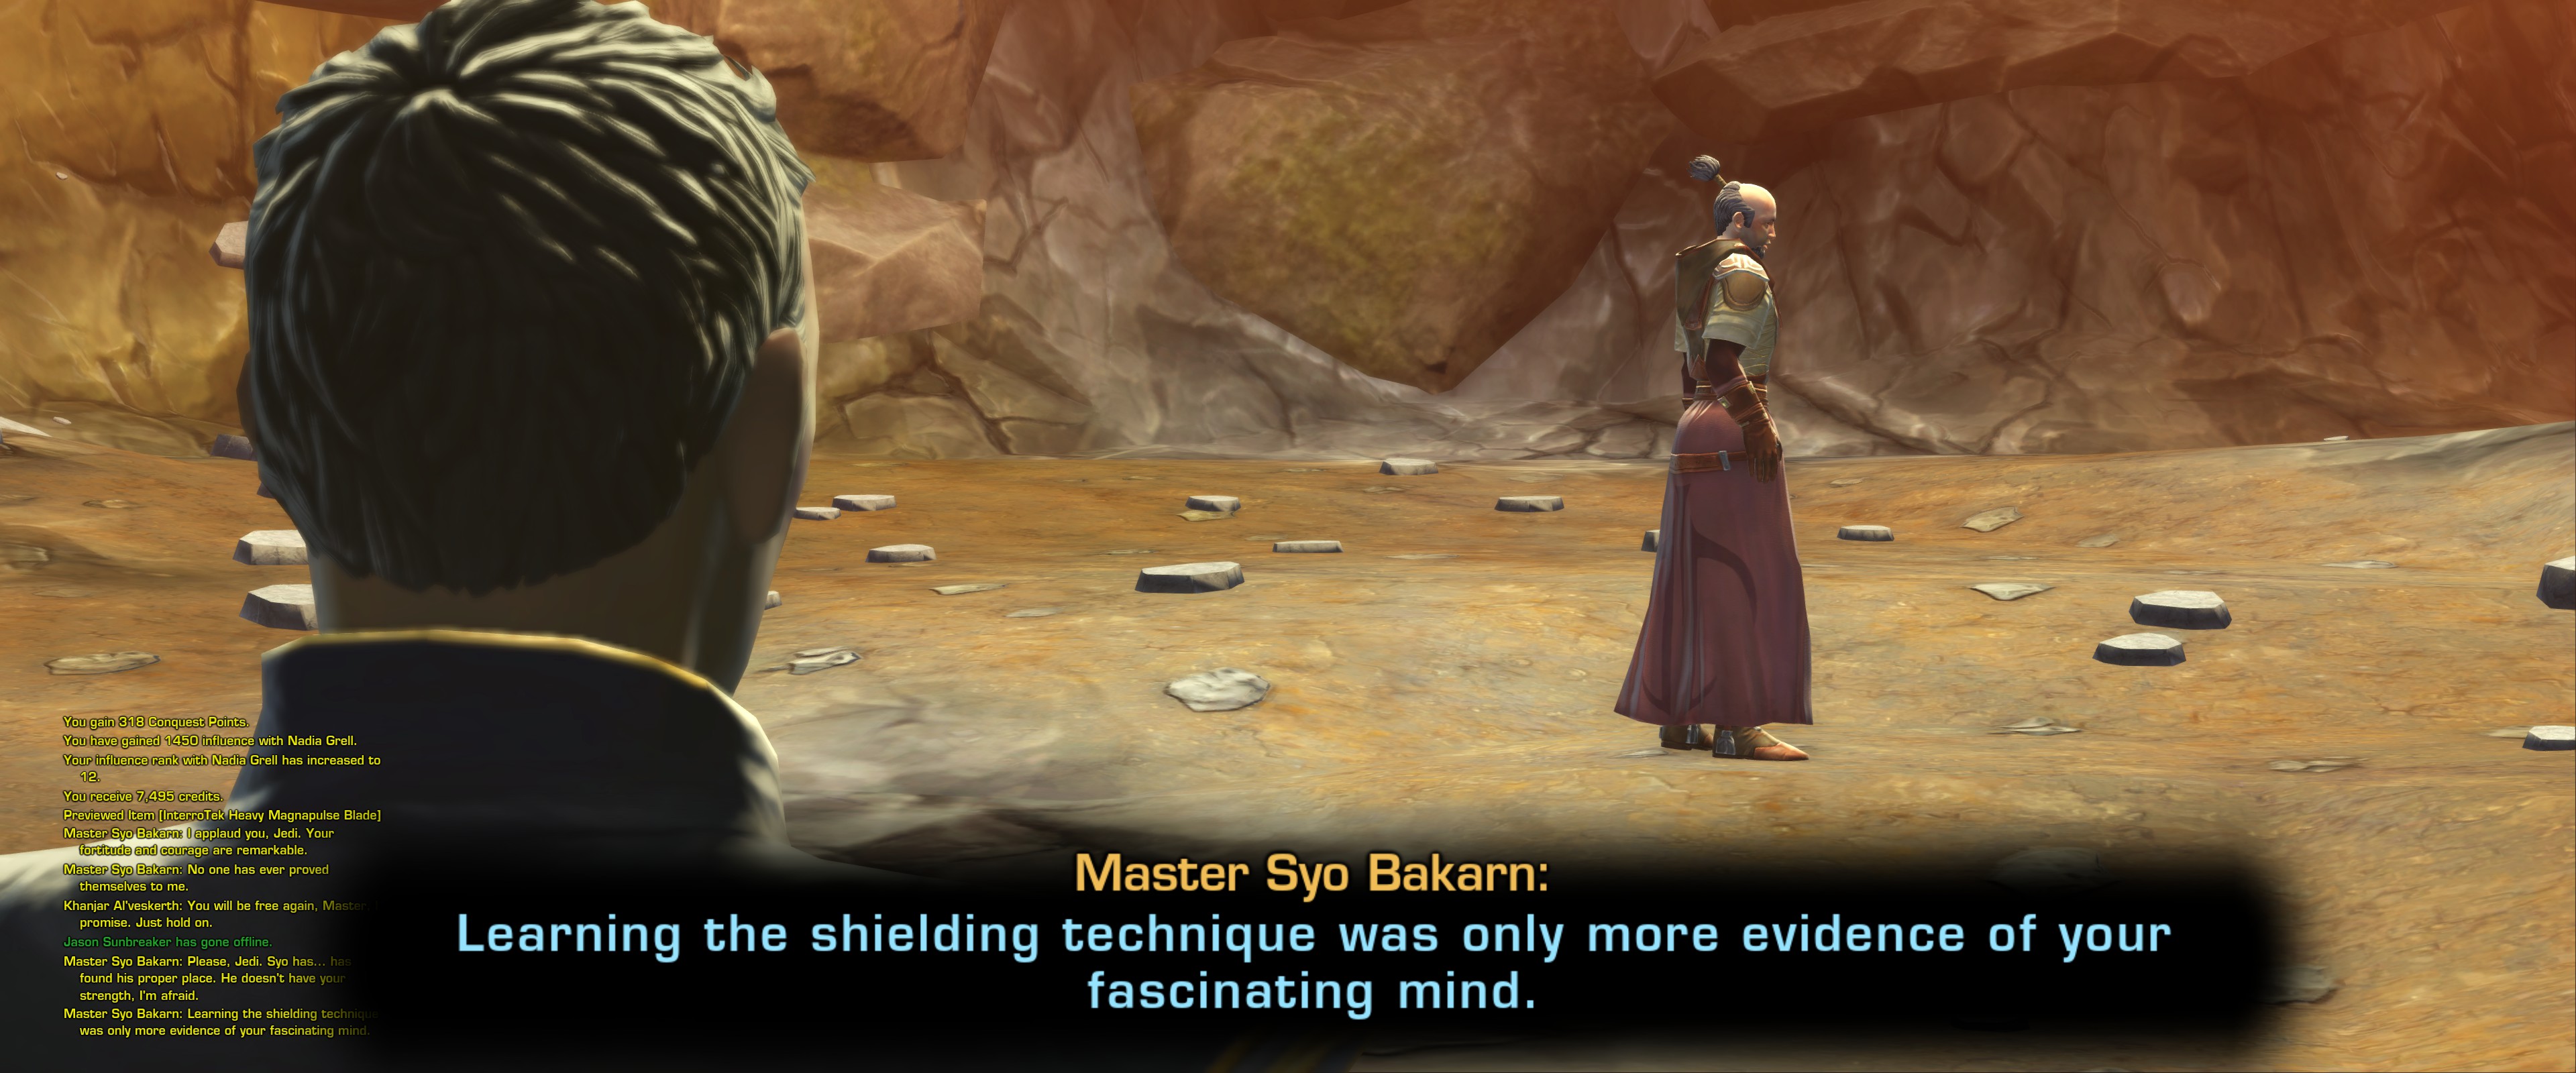 You gain 318 Conquest Points.
You have gained 1450 influence with Nadia Grell.
Your influence rank with Nadia Grell has increased to
12.
You receive 7,495 credits.
Previewed Item [InterroTek Heavy Magnapulse Blade]
Master Syo Bakarn: I applaud you, Jedi. Your
fortitude and courage are remarkable.
Master Syo Bakarn: No one has ever proved
themselves to me.
Khanjar Al'veskerth: You will be free again, Master.
promise. Just hold on.
Jason Sunbreaker has gone offline.
Master Syo Bakarn: Please, Jedi. Syo has... has
found his proper place. He doesn't have your
strength, I'm afraid.
Master Syo Bakarn: Learning the shielding technique
was only more evidence of your fascinating mind.
Master Syo Bakarn:
Learning the shielding technique was only more evidence of your
fascinating mind.